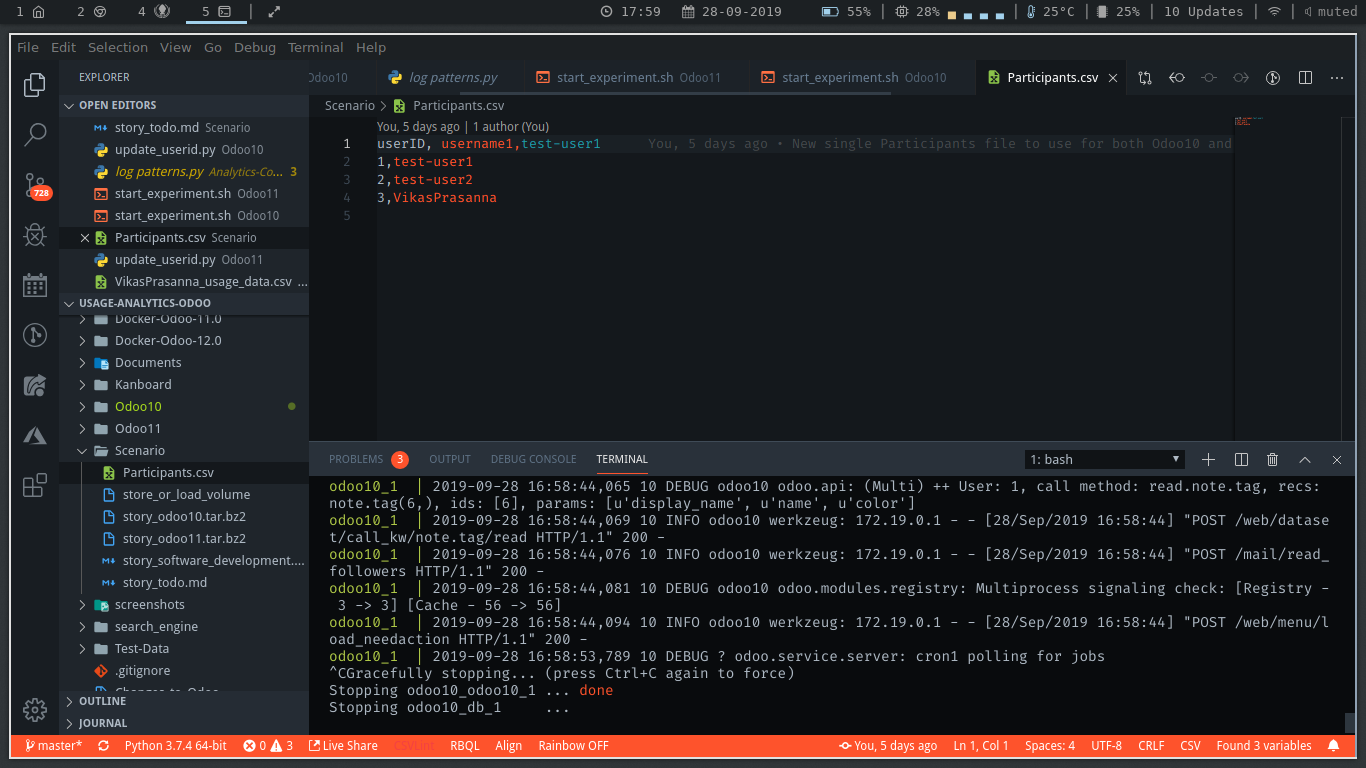 1 2 4 5 | 17:59 28-09-2019 55% | 28% | 25°C | 25% | 10 Updates | | muted
File Edit Selection View Go Debug Terminal Help
EXPLORER
OPEN EDITORS
story_todo.md Scenario
update_userid.py Odoo10
log patterns.py Analytics-Co... 3
start_experiment.sh Odoo11
start_experiment.sh Odoo10
Participants.csv Scenario
update_userid.py Odoo11
VikasPrasanna_usage_data.csv ...
728
USAGE-ANALYTICS-ODOO
Docker-Odoo-11.0
Docker-Odoo-12.0
Documents
Kanboard
Odoo10
Odoo11
Scenario
Participants.csv
store_or_load_volume
story_odoo10.tar.bz2
story_odoo11.tar.bz2
story_software_development....
story_todo.md
screenshots
search_engine
Test-Data
.gitignore
Changes_to_Odoo
OUTLINE
JOURNAL
Odoo10 log patterns.py start_experiment.sh Odoo11 start_experiment.sh Odoo10 Participants.csv
Scenario > Participants.csv
You, 5 days ago | 1 author (You)
1 userID, username1,test-user1 You, 5 days ago • New single Participants file to use for both Odoo10 and
2 1,test-user1
3 2,test-user2
4 3,VikasPrasanna
5
PROBLEMS 3 OUTPUT DEBUG CONSOLE TERMINAL 1: bash
odoo10_1 | 2019-09-28 16:58:44,065 10 DEBUG odoo10 odoo.api: (Multi) ++ User: 1, call method: read.note.tag, recs:
note.tag(6,), ids: [6], params: [u'display_name', u'name', u'color']
odoo10_1 | 2019-09-28 16:58:44,069 10 INFO odoo10 werkzeug: 172.19.0.1 - - [28/Sep/2019 16:58:44] "POST /web/datase
t/call_kw/note.tag/read HTTP/1.1" 200 -
odoo10_1 | 2019-09-28 16:58:44,076 10 INFO odoo10 werkzeug: 172.19.0.1 - - [28/Sep/2019 16:58:44] "POST /mail/read_
followers HTTP/1.1" 200 -
odoo10_1 | 2019-09-28 16:58:44,081 10 DEBUG odoo10 odoo.modules.registry: Multiprocess signaling check: [Registry -
3 -> 3] [Cache - 56 -> 56]
odoo10_1 | 2019-09-28 16:58:44,094 10 INFO odoo10 werkzeug: 172.19.0.1 - - [28/Sep/2019 16:58:44] "POST /web/menu/l
oad_needaction HTTP/1.1" 200 -
odoo10_1 | 2019-09-28 16:58:53,789 10 DEBUG ? odoo.service.server: cron1 polling for jobs
^CGracefully stopping... (press Ctrl+C again to force)
Stopping odoo10_odoo10_1 ... done
Stopping odoo10_db_1 ...
master* Python 3.7.4 64-bit 0 3 Live Share CSVLint RBQL Align Rainbow OFF You, 5 days ago Ln 1, Col 1 Spaces: 4 UTF-8 CRLF CSV Found 3 variables